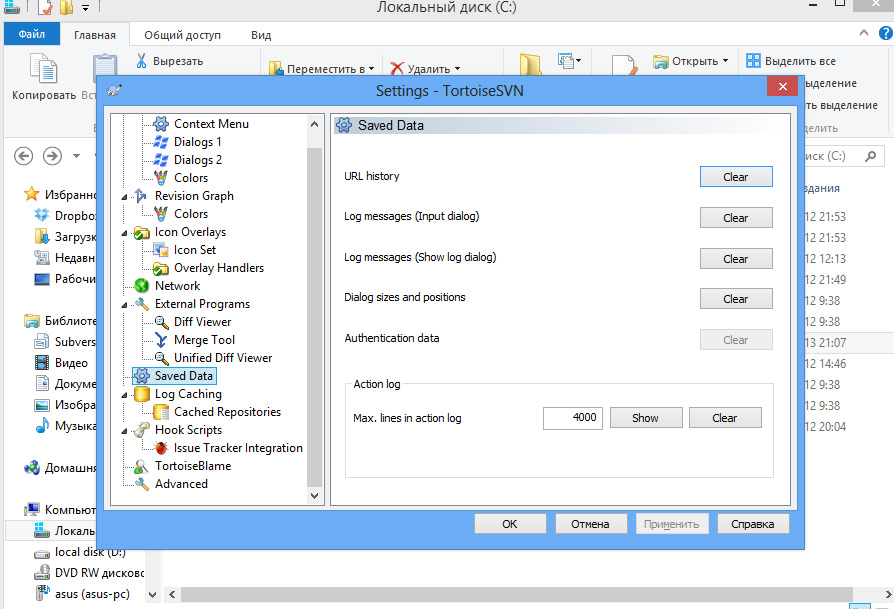 Локальный диск (C:)
Файл
Главная
Общий доступ
Вид
Копировать
Вырезать
Переместить в
Удалить
Открыть
Выделить все
Settings - TortoiseSVN
Избранно
Dropbo
Загрузк
Недавн
Рабочи
Библиоте
Subvers
Видео
Докуме
Изобра
Музыка
Домашня
Компьют
Локаль
local disk (D:)
DVD RW дисково
asus (asus-pc)
Context Menu
Dialogs 1
Dialogs 2
Colors
Revision Graph
Colors
Icon Overlays
Icon Set
Overlay Handlers
Network
External Programs
Diff Viewer
Merge Tool
Unified Diff Viewer
Saved Data
Log Caching
Cached Repositories
Hook Scripts
Issue Tracker Integration
TortoiseBlame
Advanced
Saved Data
URL history Clear
Log messages (Input dialog) Clear
Log messages (Show log dialog) Clear
Dialog sizes and positions Clear
Authentication data Clear
Action log
Max. lines in action log 4000 Show Clear
OK Отмена Применить Справка
ыделение
ть выделение
делить
иск (C:)
здания
12 21:53
12 21:53
12 12:13
12 21:49
12 9:38
12 9:38
13 21:07
12 14:46
12 9:38
12 9:38
12 20:04